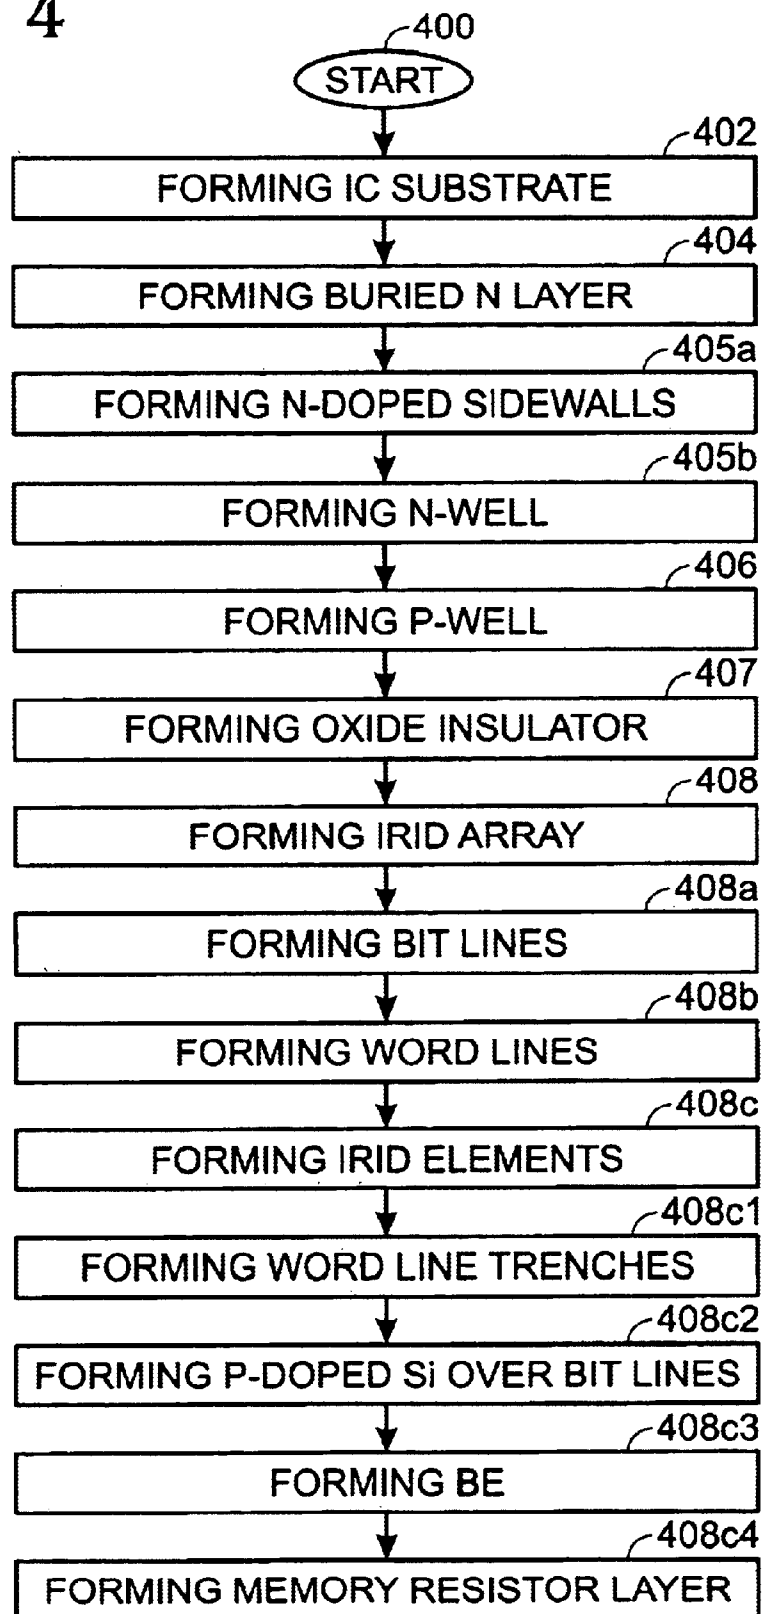 4
400
START
402
FORMING IC SUBSTRATE
404
FORMING BURIED N LAYER
405a
FORMING N-DOPED SIDEWALLS
405b
FORMING N-WELL
406
FORMING P-WELL
407
FORMING OXIDE INSULATOR
408
FORMING IRID ARRAY
408a
FORMING BIT LINES
408b
FORMING WORD LINES
408c
FORMING IRID ELEMENTS
408c1
FORMING WORD LINE TRENCHES
408c2
FORMING P-DOPED Si OVER BIT LINES
408c3
FORMING BE
408c4
FORMING MEMORY RESISTOR LAYER